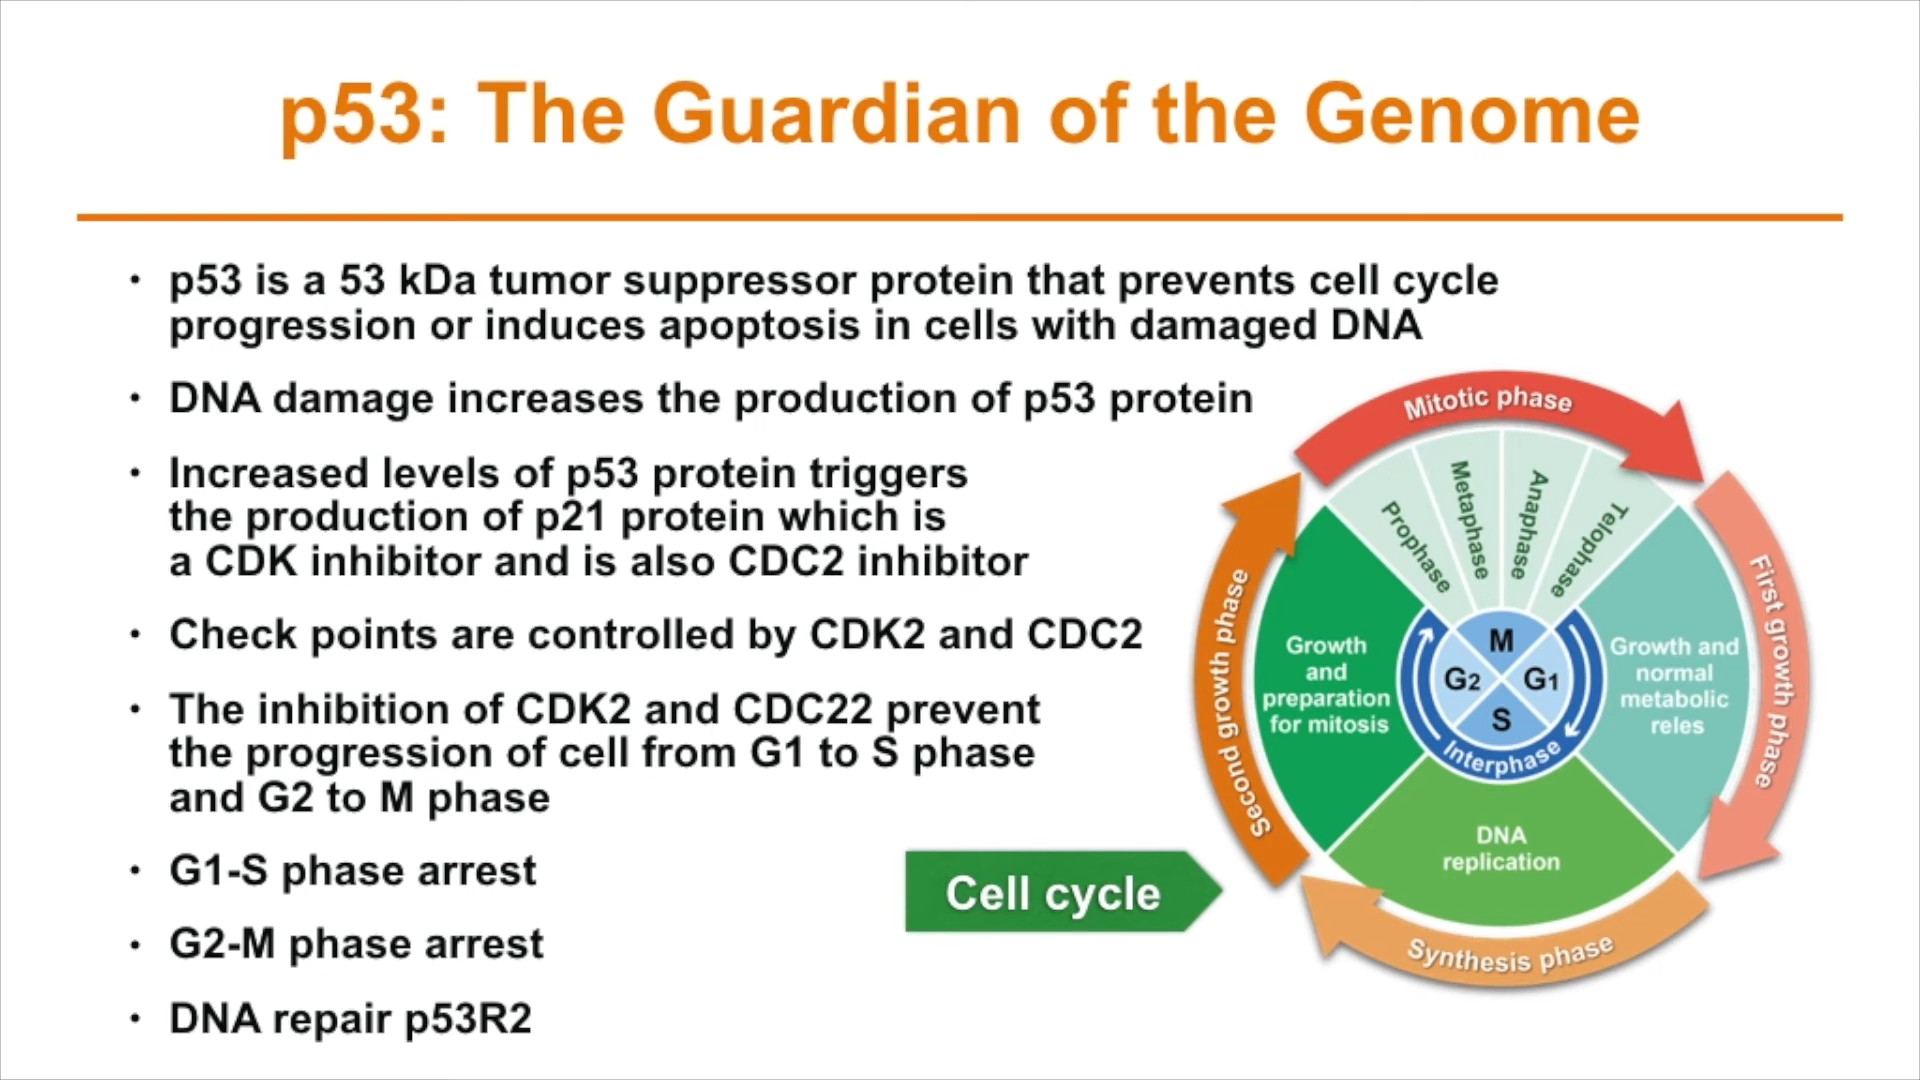 p53: The Guardian of the Genome
• p53 is a 53 kDa tumor suppressor protein that prevents cell cycle
progression or induces apoptosis in cells with damaged DNA
• DNA damage increases the production of p53 protein
• Increased levels of p53 protein triggers
the production of p21 protein which is
a CDK inhibitor and is also CDC2 inhibitor
• Check points are controlled by CDK2 and CDC2
• The inhibition of CDK2 and CDC22 prevent
the progression of cell from G1 to S phase
and G2 to M phase
• G1-S phase arrest
• G2-M phase arrest
• DNA repair p53R2
Cell cycle
Mitotic phase
Prophase
Metaphase
Anaphase
Telophase
First growth phase
Growth and
normal
metabolic
reles
Synthesis phase
DNA
replication
Second growth phase
Growth
and
preparation
for mitosis
M
G2
G1
S
Interphase